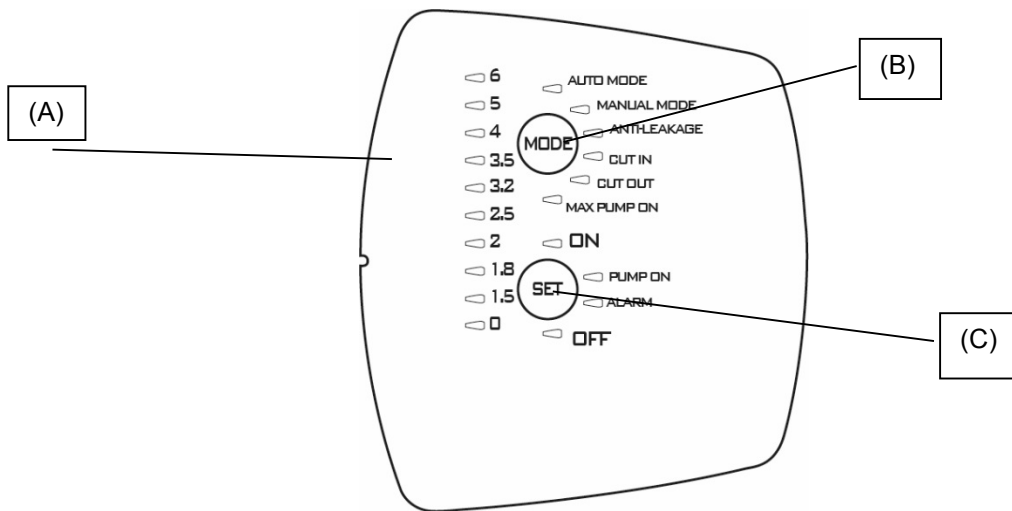 (A)
(B)
(C)
6
5
4
3.5
3.2
2.5
2
1.8
1.5
0
AUTO MODE
MANUAL MODE
ANTI-LEAKAGE
MODE
CUT IN
CUT OUT
MAX PUMP ON
ON
PUMP ON
SET
ALARM
OFF